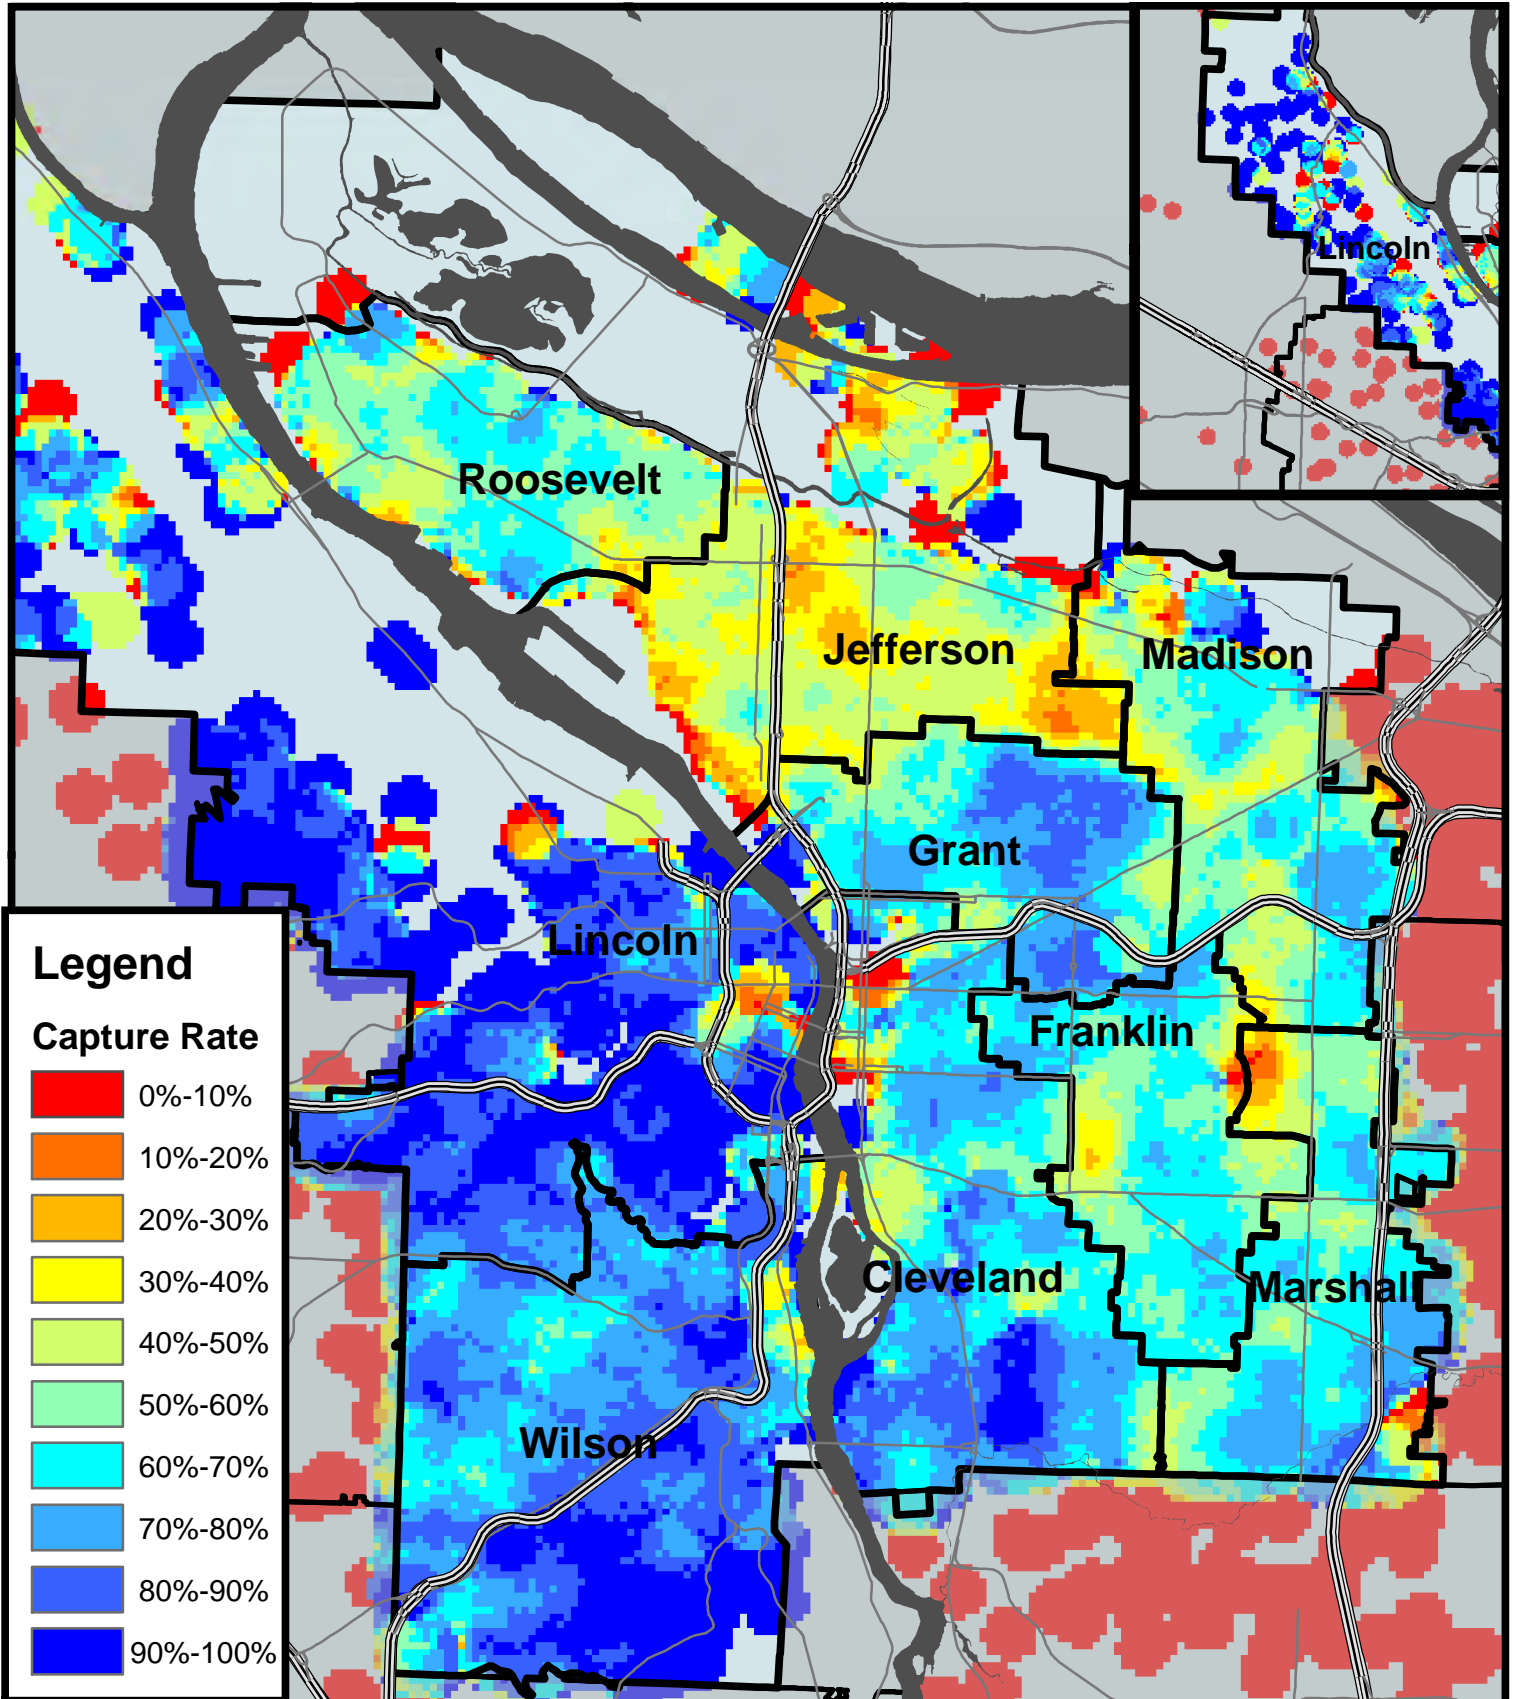 Lincoln
Roosevelt
Jefferson
Madison
Grant
Lincoln
Franklin
Cleveland
Marshall
Wilson
Legend
Capture Rate
0%-10%
10%-20%
20%-30%
30%-40%
40%-50%
50%-60%
60%-70%
70%-80%
80%-90%
90%-100%